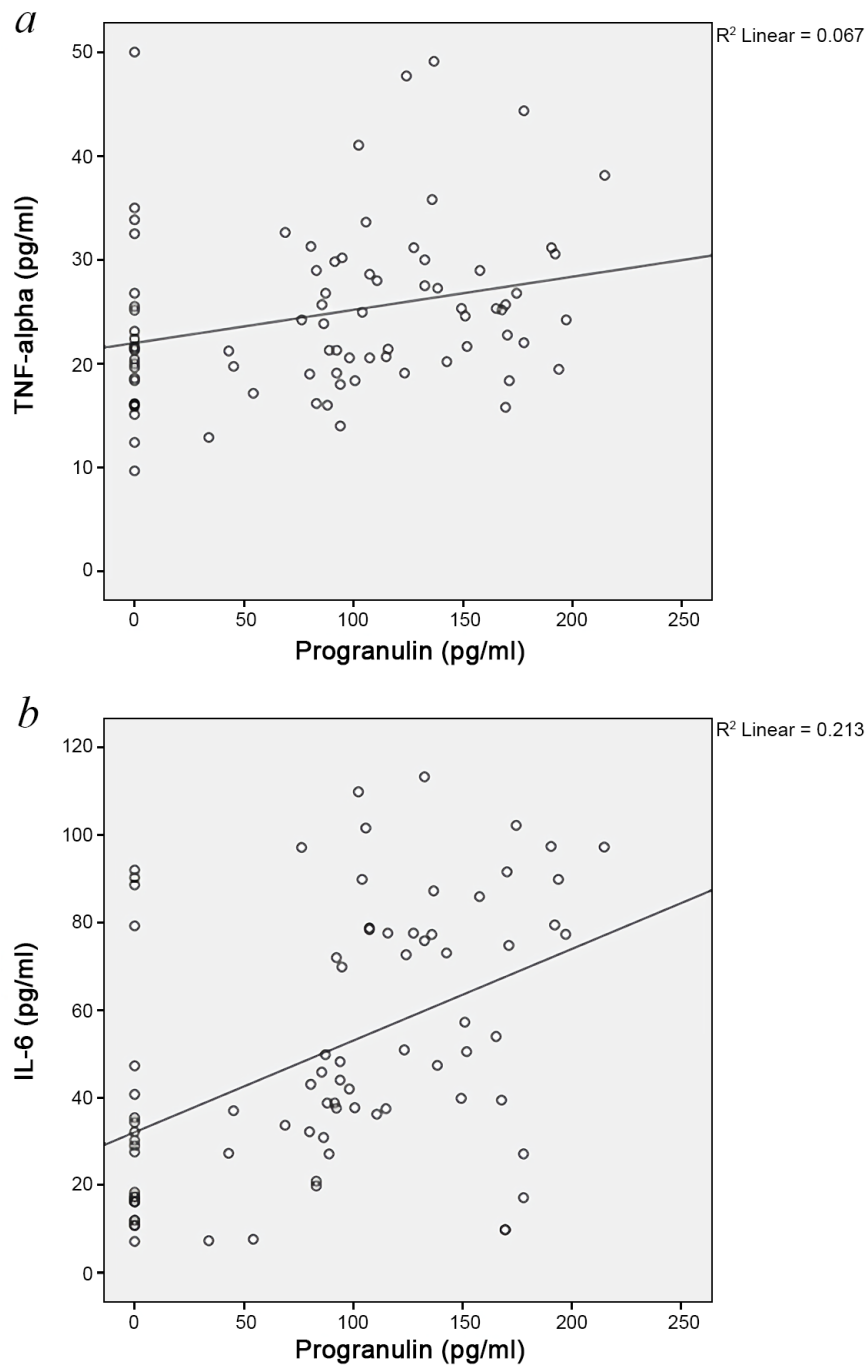 a
R² Linear = 0.067
50
40
30
20
10
0
TNF-alpha (pg/ml)
0 50 100 150 200 250
Progranulin (pg/ml)
b
R² Linear = 0.213
120
100
80
60
40
20
0
IL-6 (pg/ml)
0 50 100 150 200 250
Progranulin (pg/ml)